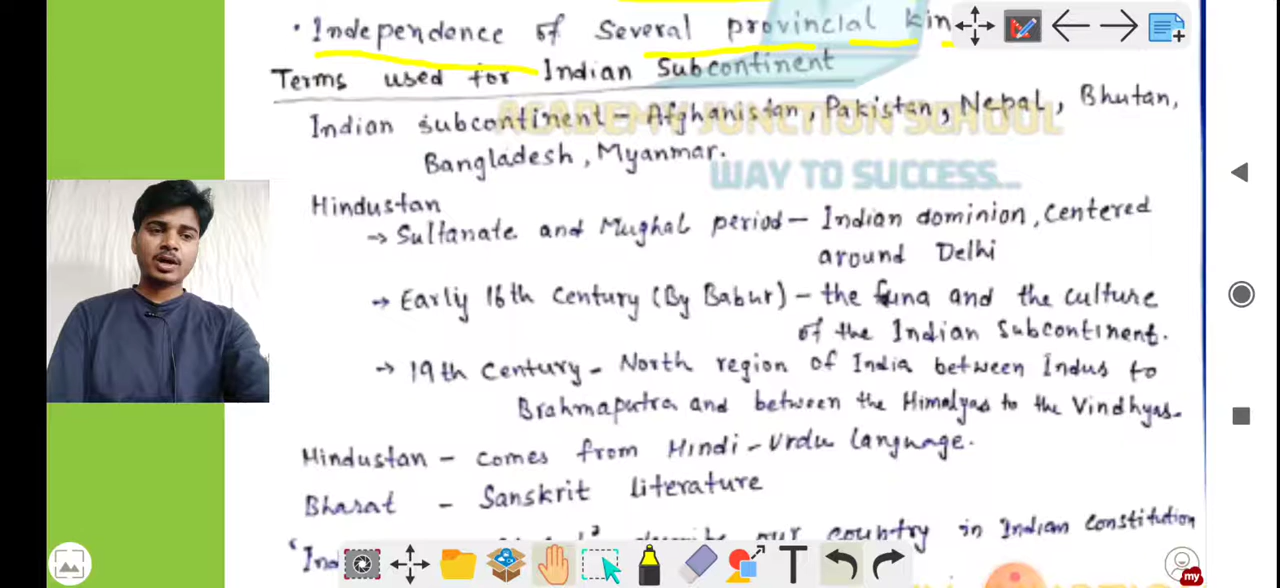 · Independence of Several provincial kin
Terms used for Indian Subcontinent
Indian subcontinent - Afghanistan, Pakistan, Nepal, Bhutan,
Bangladesh, Myanmar.
ACADEMY JUNCTION SCHOOL
WAY TO SUCCESS...
Hindustan
→ Sultanate and Mughal period - Indian dominion, Centered
around Delhi
→ Early 16th Century (By Babur) - the funa and the culture
of the Indian Subcontinent.
→ 19th Century - North region of India between Indus to
Brahmaputra and between the Himalyas to the Vindhyas.
Hindustan - comes from Hindi-Urdu language.
Bharat - Sanskrit literature
'Ind country in Indian constitution
T
my